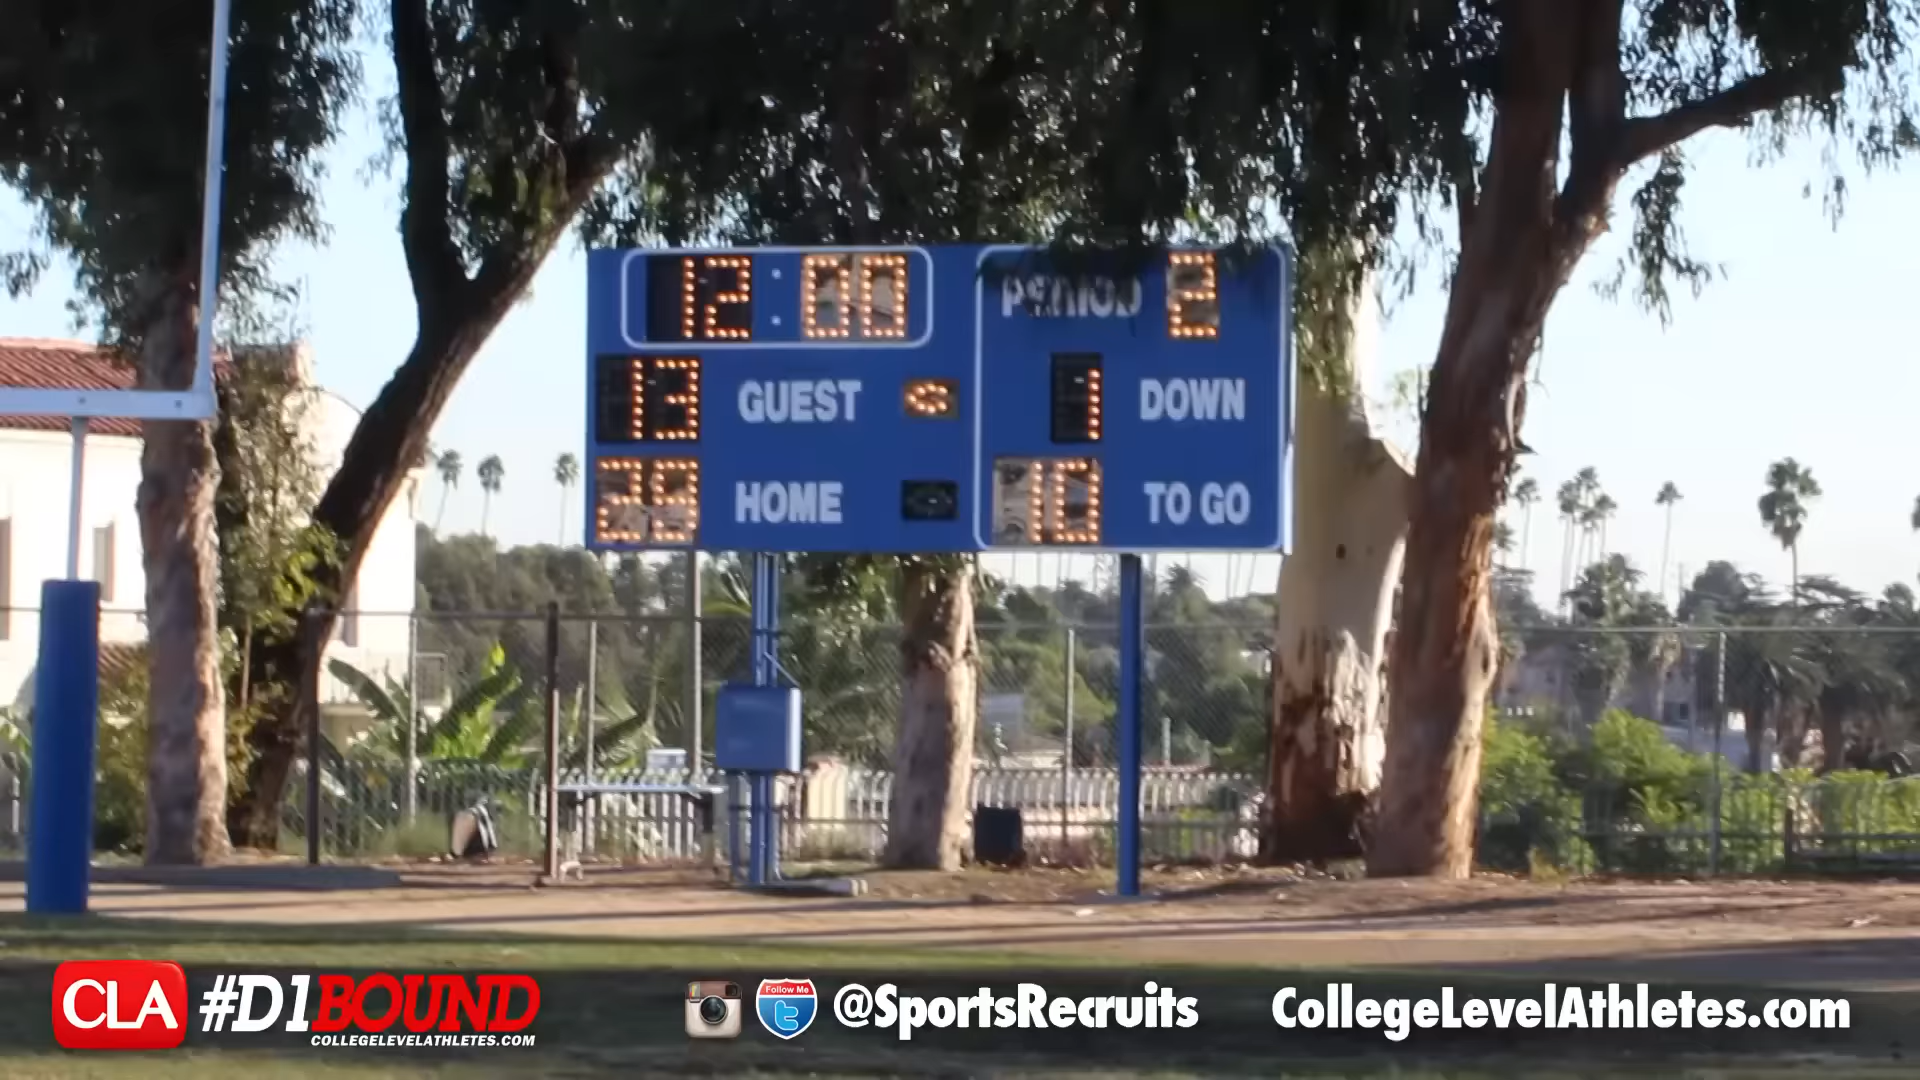 12:00
PERIOD 2
13 GUEST
1 DOWN
29 HOME
10 TO GO
CLA #D1BOUND
COLLEGELEVELATHLETES.COM
Follow Me
@SportsRecruits
CollegeLevelAthletes.com